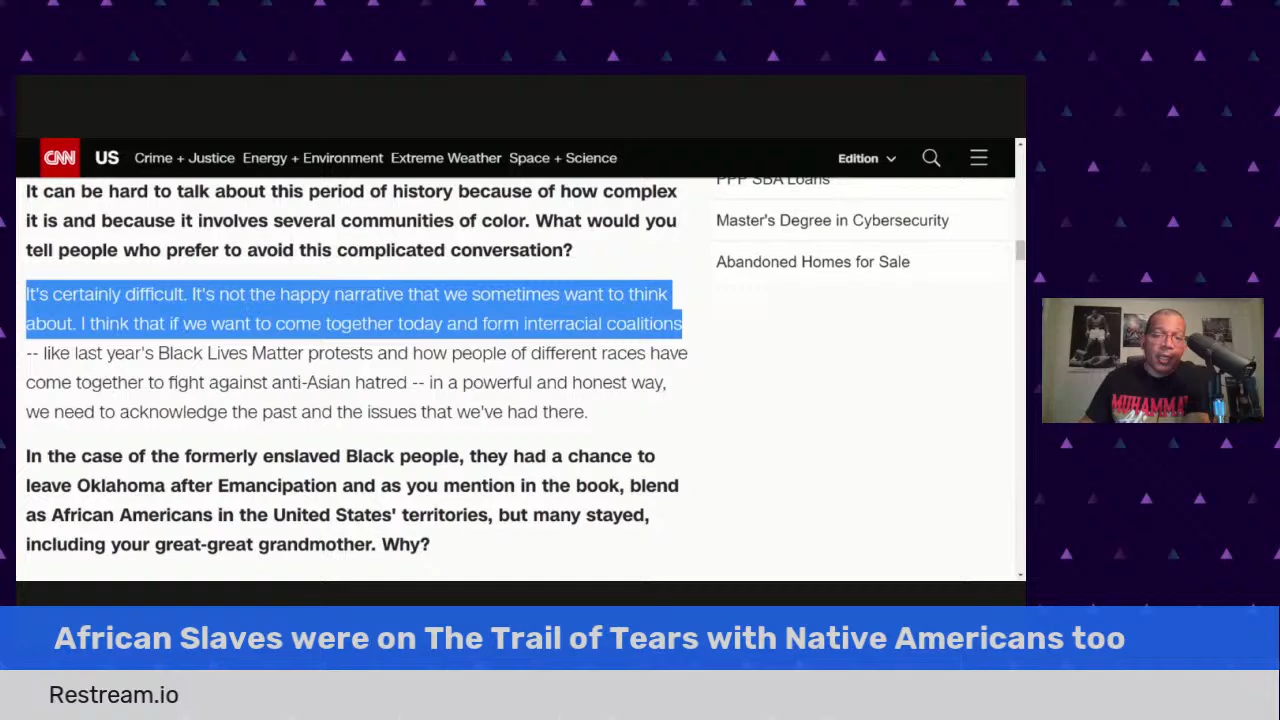 CNN US Crime + Justice Energy + Environment Extreme Weather Space + Science Edition
It can be hard to talk about this period of history because of how complex
it is and because it involves several communities of color. What would you
tell people who prefer to avoid this complicated conversation?
It's certainly difficult. It's not the happy narrative that we sometimes want to think
about. I think that if we want to come together today and form interracial coalitions
-- like last year's Black Lives Matter protests and how people of different races have
come together to fight against anti-Asian hatred -- in a powerful and honest way,
we need to acknowledge the past and the issues that we've had there.
In the case of the formerly enslaved Black people, they had a chance to
leave Oklahoma after Emancipation and as you mention in the book, blend
as African Americans in the United States' territories, but many stayed,
including your great-great grandmother. Why?
PPP SBA Loans
Master's Degree in Cybersecurity
Abandoned Homes for Sale
MUHAMMA
African Slaves were on The Trail of Tears with Native Americans too
Restream.io